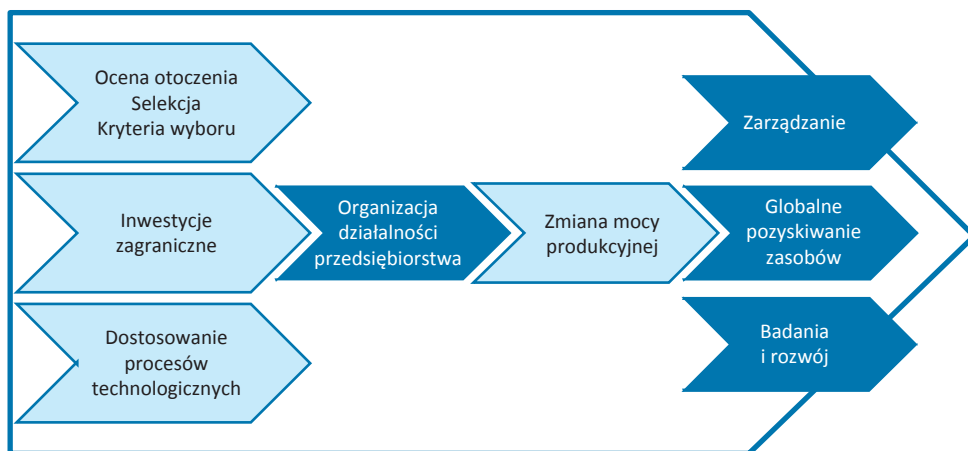 Ocena otoczenia
Selekcja
Kryteria wyboru
Zarządzanie
Inwestycje
zagraniczne
Organizacja
działalności
przedsiębiorstwa
Zmiana mocy
produkcyjnej
Globalne
pozyskiwanie
zasobów
Dostosowanie
procesów
technologicznych
Badania
i rozwój